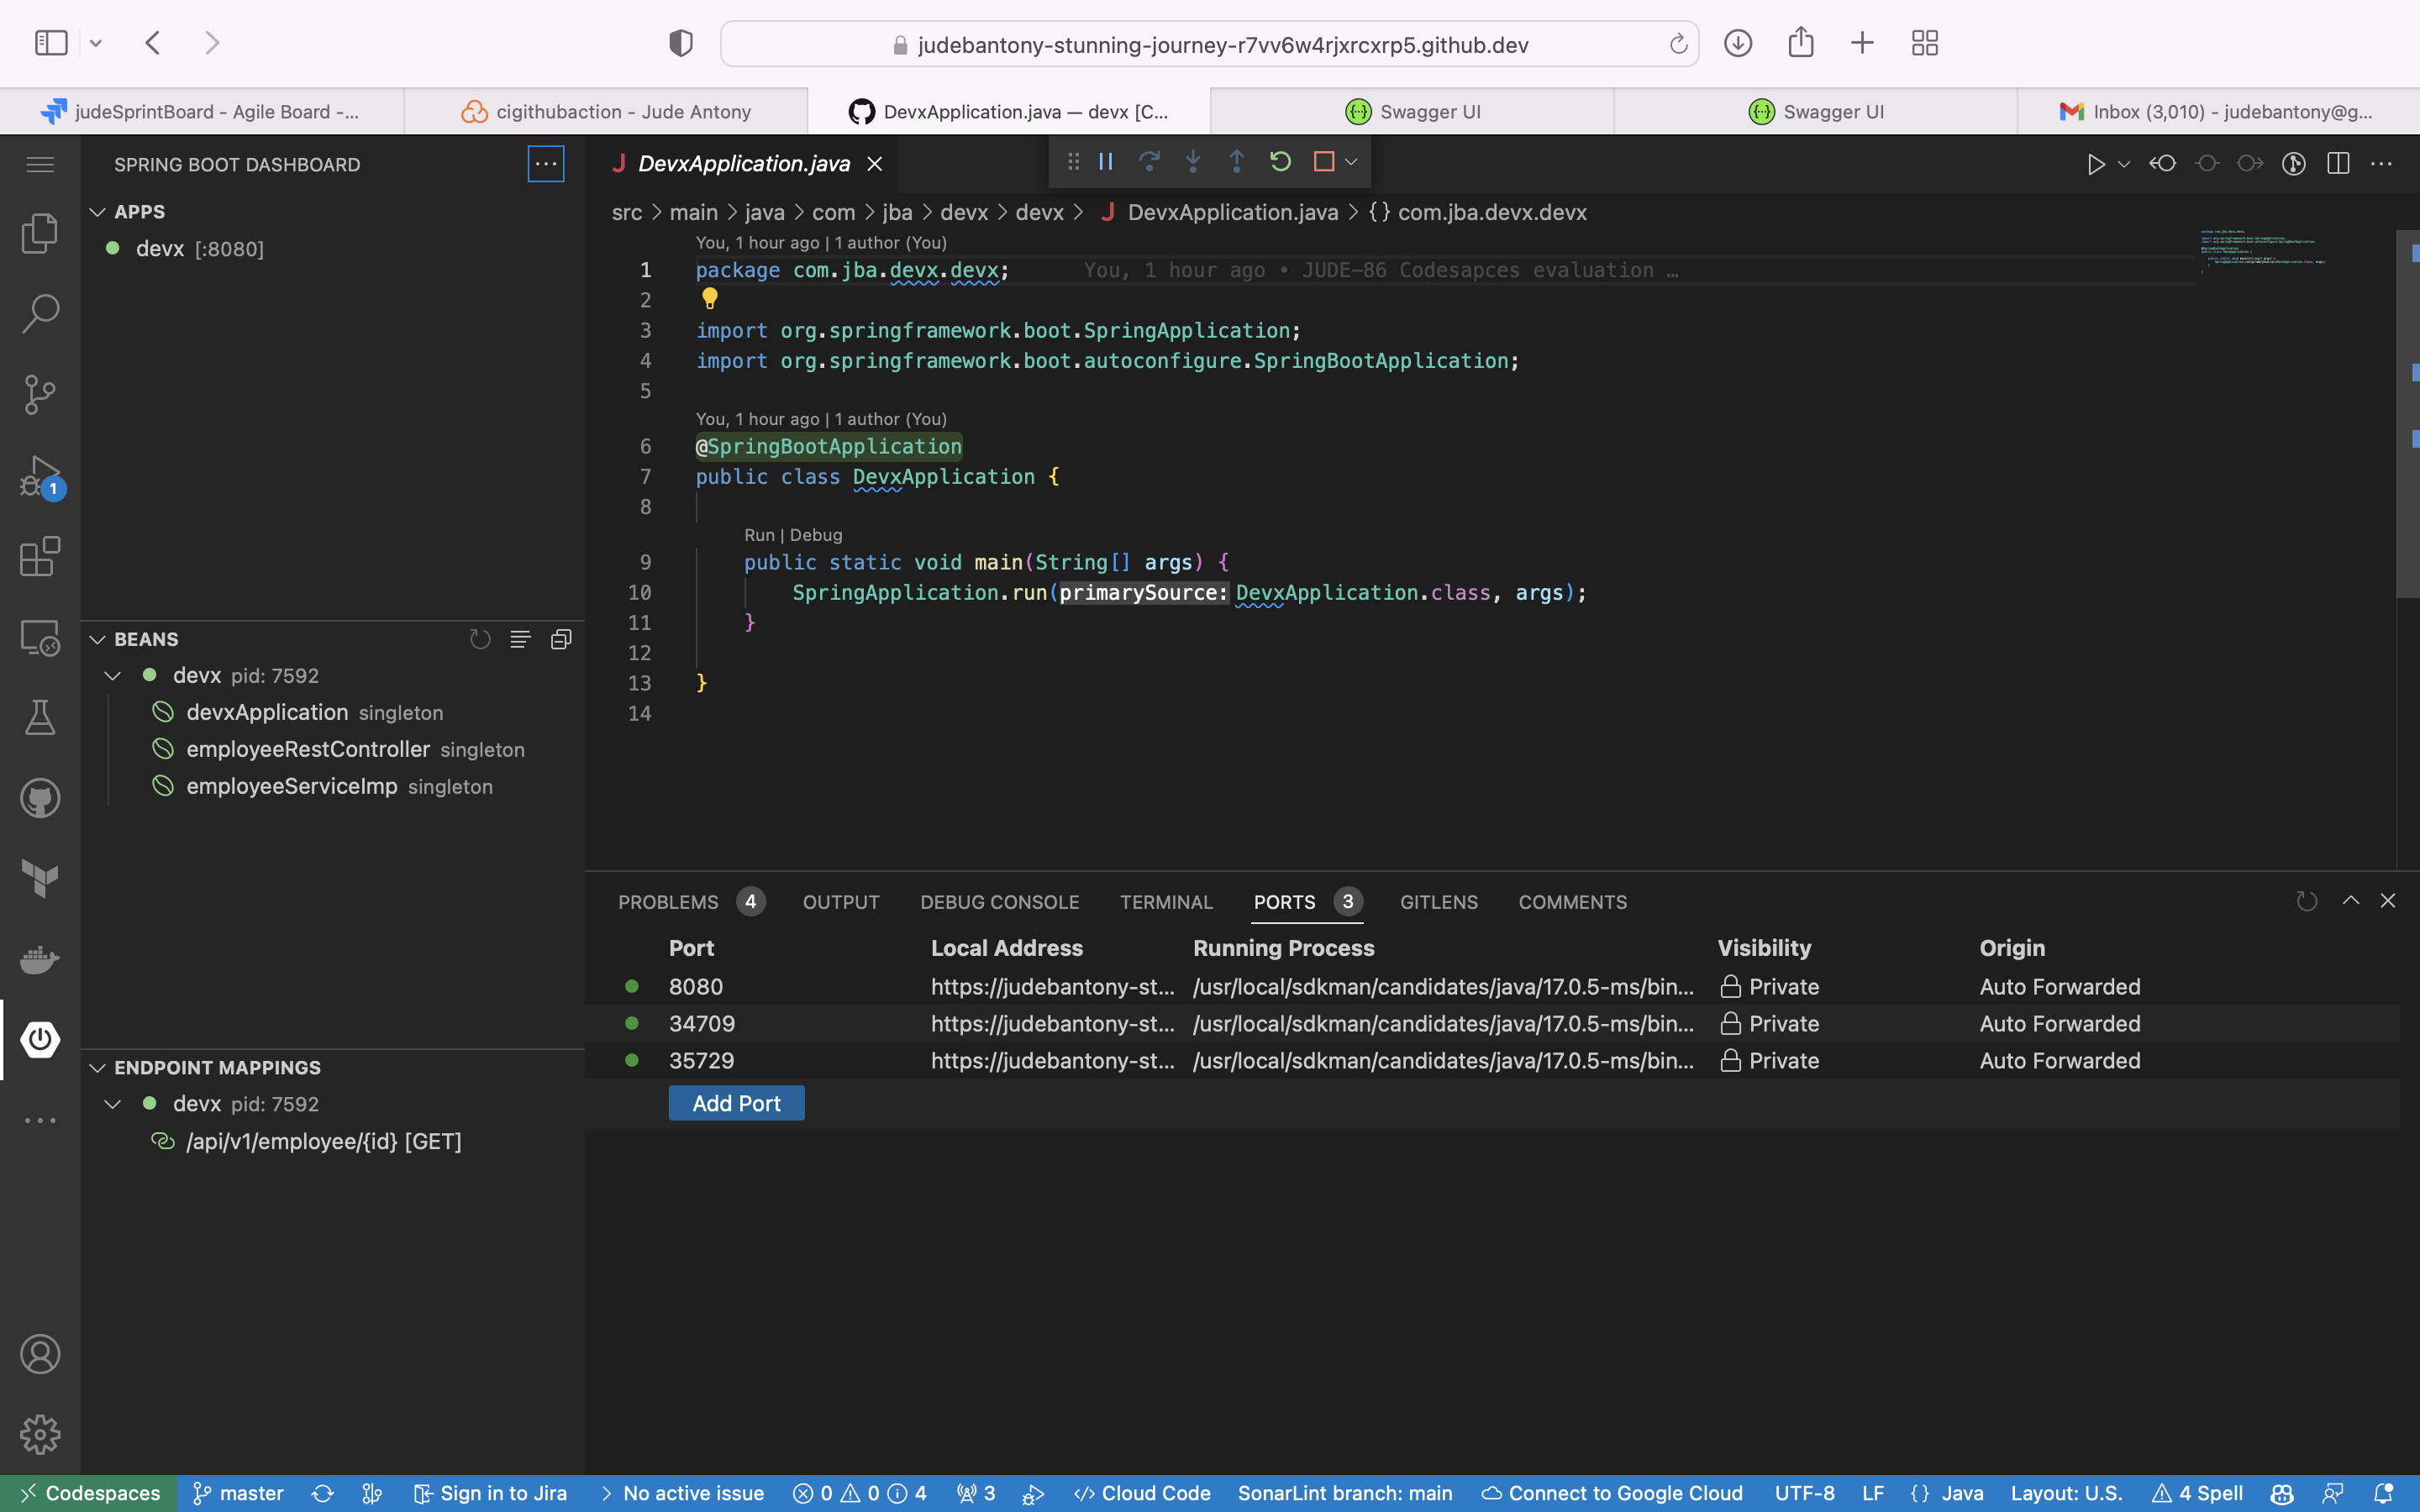 judebantony-stunning-journey-r7vv6w4rjxrcxrp5.github.dev
judeSprintBoard - Agile Board -...
cigithubaction - Jude Antony
DevxApplication.java — devx [C...
Swagger UI
Swagger UI
Inbox (3,010) - judebantony@g...
SPRING BOOT DASHBOARD
APPS
devx [:8080]
1
BEANS
devx pid: 7592
devxApplication singleton
employeeRestController singleton
employeeServiceImp singleton
ENDPOINT MAPPINGS
devx pid: 7592
/api/v1/employee/{id} [GET]
DevxApplication.java
src > main > java > com > jba > devx > devx > J DevxApplication.java > {} com.jba.devx.devx
You, 1 hour ago | 1 author (You)
1 package com.jba.devx.devx; You, 1 hour ago • JUDE-86 Codesapces evaluation …
2
3 import org.springframework.boot.SpringApplication;
4 import org.springframework.boot.autoconfigure.SpringBootApplication;
5
You, 1 hour ago | 1 author (You)
6 @SpringBootApplication
7 public class DevxApplication {
8
Run | Debug
9 public static void main(String[] args) {
10 SpringApplication.run(primarySource: DevxApplication.class, args);
11 }
12
13 }
14
PROBLEMS 4 OUTPUT DEBUG CONSOLE TERMINAL PORTS 3 GITLENS COMMENTS
Port Local Address Running Process Visibility Origin
8080 https://judebantony-st... /usr/local/sdkman/candidates/java/17.0.5-ms/bin... Private Auto Forwarded
34709 https://judebantony-st... /usr/local/sdkman/candidates/java/17.0.5-ms/bin... Private Auto Forwarded
35729 https://judebantony-st... /usr/local/sdkman/candidates/java/17.0.5-ms/bin... Private Auto Forwarded
Add Port
Codespaces master Sign in to Jira > No active issue 0 0 4 3 </> Cloud Code SonarLint branch: main Connect to Google Cloud UTF-8 LF {} Java Layout: U.S. 4 Spell